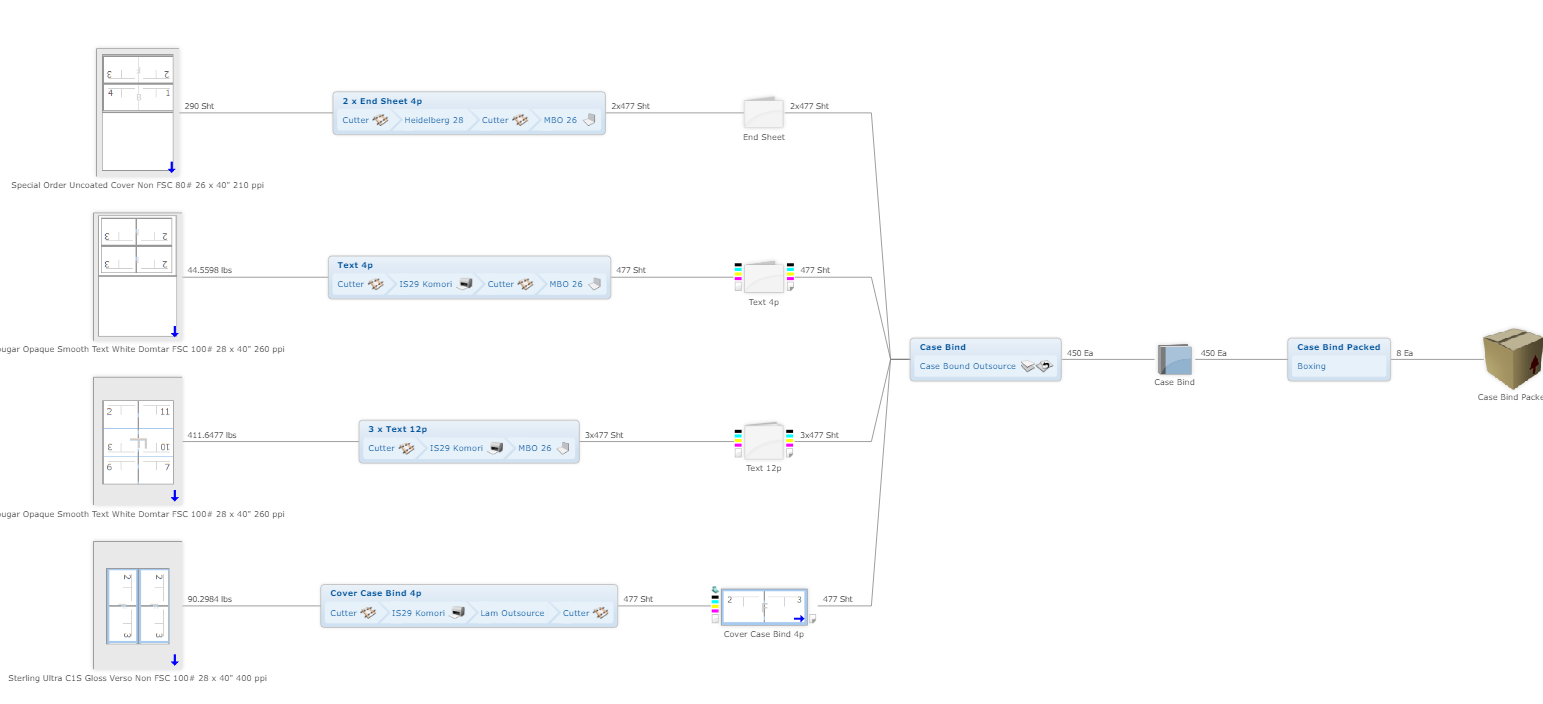 290 Sht
2 x End Sheet 4p
Cutter Heidelberg 28 Cutter MBO 26
2x477 Sht
2x477 Sht
End Sheet
3 2
4 1
Special Order Uncoated Cover Non FSC 80# 26 x 40" 210 ppi
3 2
3 2
44.5598 lbs
Text 4p
Cutter IS29 Komori Cutter MBO 26
477 Sht
477 Sht
Text 4p
ougar Opaque Smooth Text White Domtar FSC 100# 28 x 40" 260 ppi
Case Bind
Case Bound Outsource
450 Ea
Case Bind
450 Ea
Case Bind Packed
Boxing
8 Ea
Case Bind Packe
2 11
3 10
6 7
411.6477 lbs
3 x Text 12p
Cutter IS29 Komori MBO 26
3x477 Sht
3x477 Sht
Text 12p
ougar Opaque Smooth Text White Domtar FSC 100# 28 x 40" 260 ppi
2 2
3 3
90.2984 lbs
Cover Case Bind 4p
Cutter IS29 Komori Lam Outsource Cutter
477 Sht
2 3
477 Sht
Cover Case Bind 4p
Sterling Ultra C1S Gloss Verso Non FSC 100# 28 x 40" 400 ppi